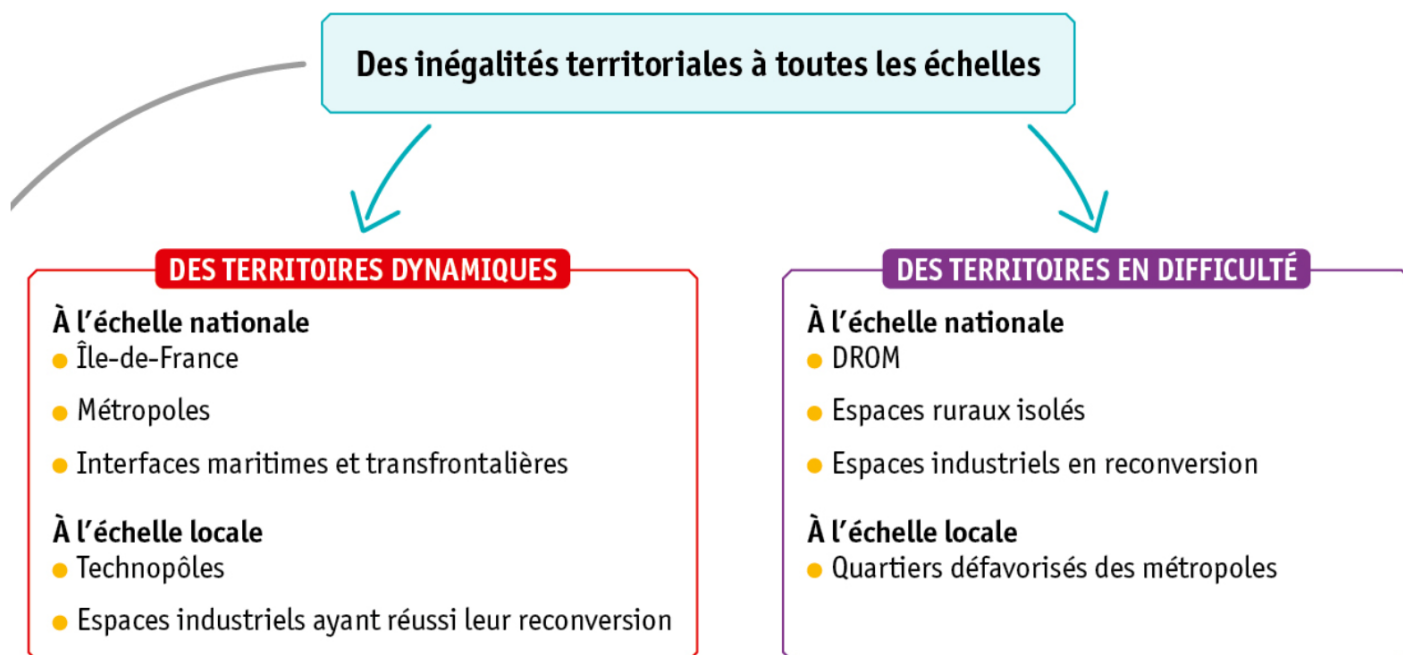 Des inégalités territoriales à toutes les échelles
DES TERRITOIRES DYNAMIQUES
À l'échelle nationale
Île-de-France
Métropoles
Interfaces maritimes et transfrontalières
À l'échelle locale
Technopôles
Espaces industriels ayant réussi leur reconversion
DES TERRITOIRES EN DIFFICULTÉ
À l'échelle nationale
DROM
Espaces ruraux isolés
Espaces industriels en reconversion
À l'échelle locale
Quartiers défavorisés des métropoles